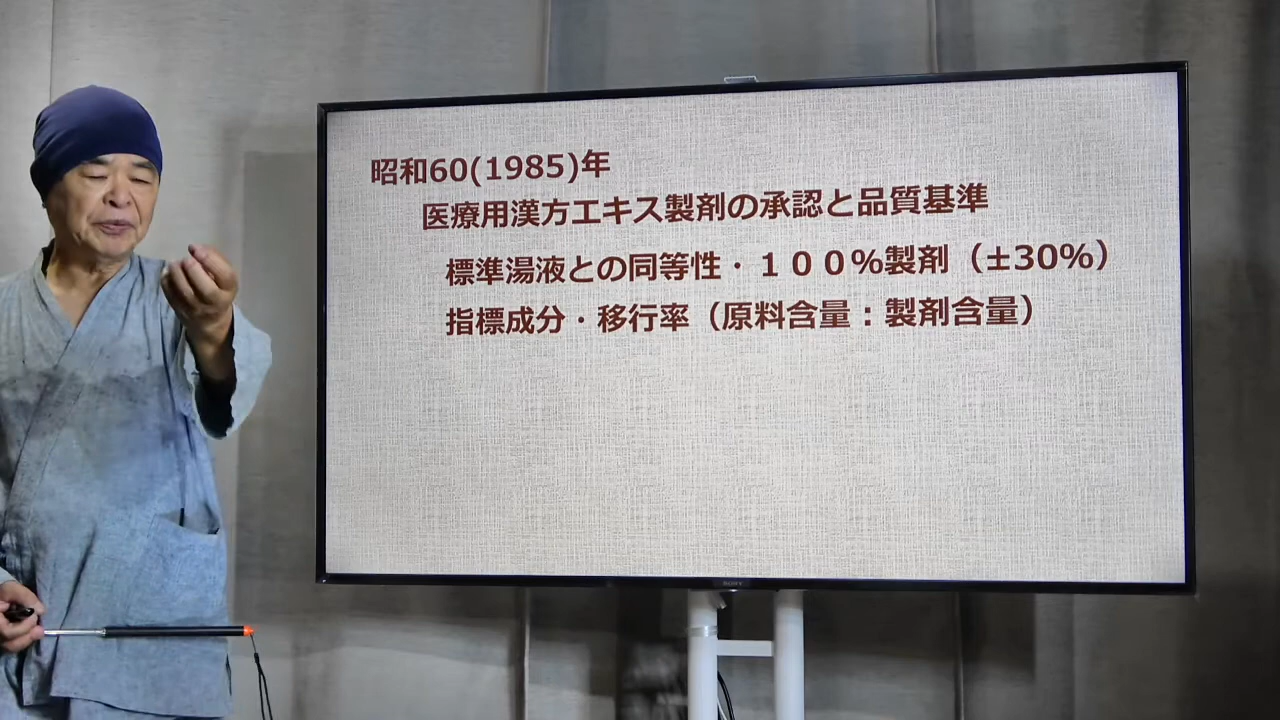 昭和60(1985)年
医療用漢方エキス製剤の承認と品質基準
標準湯液との同等性・１００%製剤（±30%）
指標成分・移行率（原料含量：製剤含量）
SONY